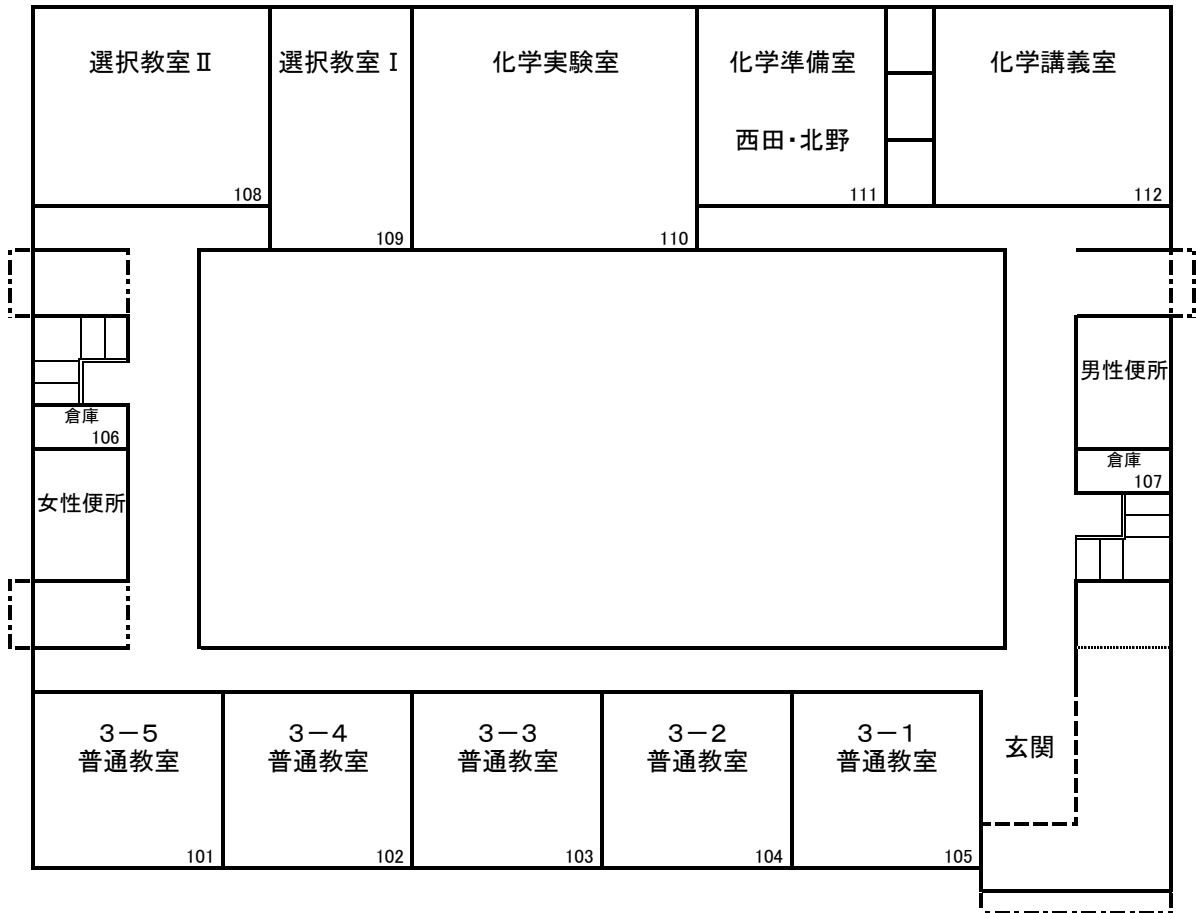 選択教室Ⅱ
108
選択教室Ⅰ
109
化学実験室
110
化学準備室
西田・北野
111
化学講義室
112
倉庫
106
女性便所
男性便所
倉庫
107
3－5
普通教室
101
3－4
普通教室
102
3－3
普通教室
103
3－2
普通教室
104
3－1
普通教室
105
玄関